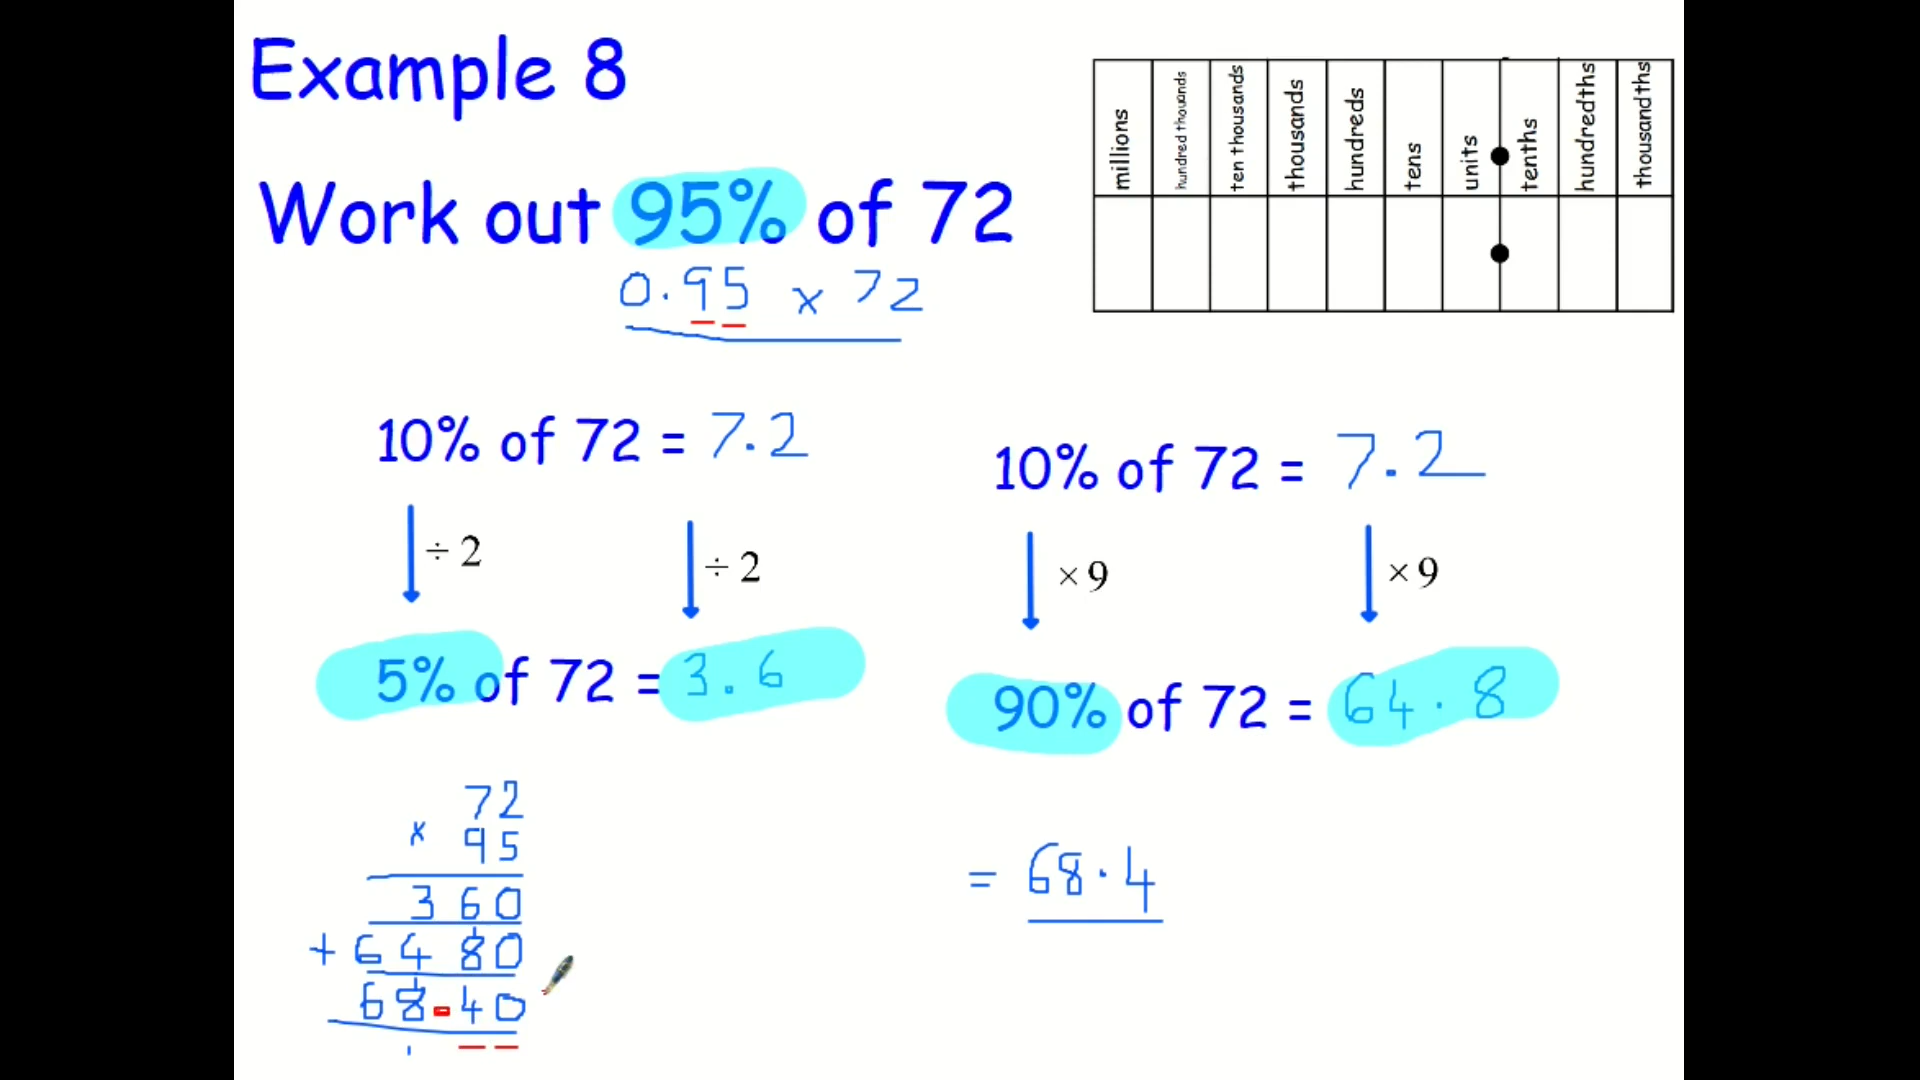 Example 8
millions hundred thouands ten thousands thousands hundreds tens units tenths hundredths thousandths
Work out 95% of 72
0.95 × 72
10% of 72 = 7.2
÷ 2 ÷ 2
5% of 72 = 3.6
10% of 72 = 7.2
× 9 × 9
90% of 72 = 64.8
72
× 95
360
+ 6480
68.40
1
= 68.4